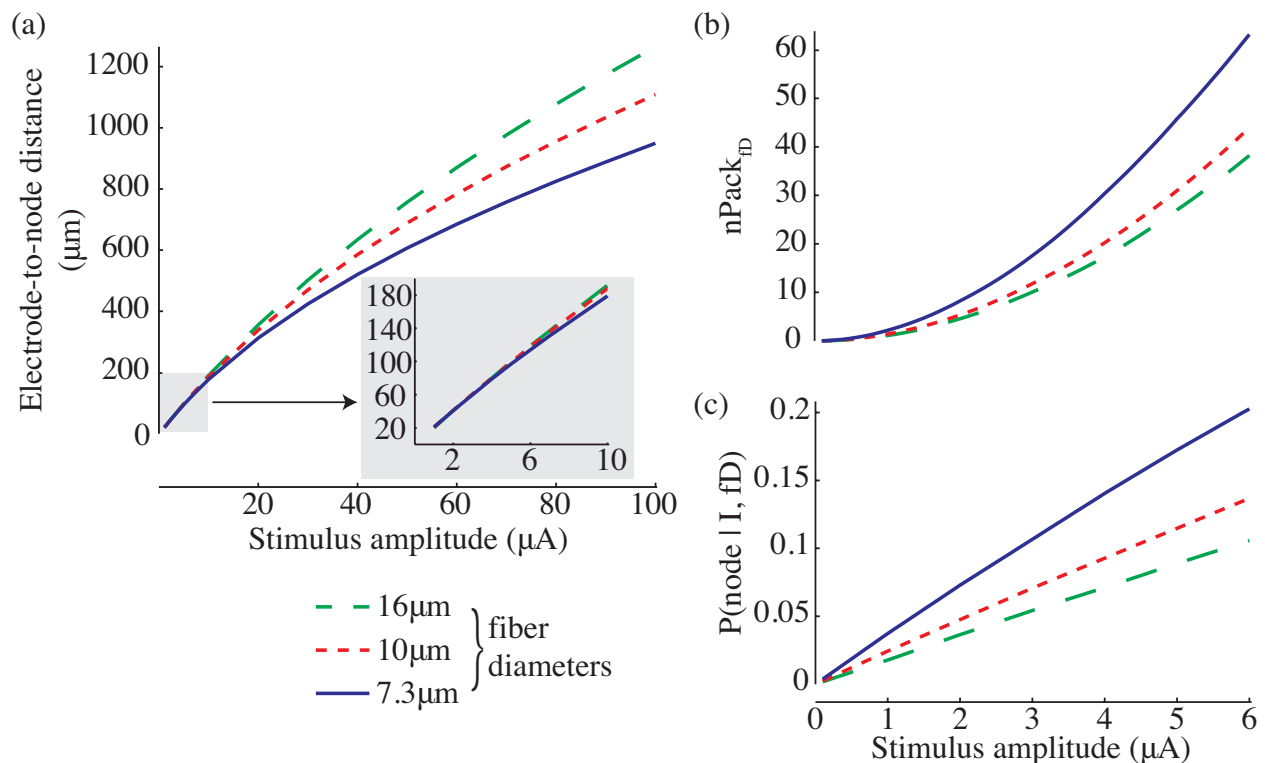 (a)
Electrode-to-node distance
(μm)
1200
1000
800
600
400
200
0
180
140
100
60
20
2
6
10
20
40
60
80
100
Stimulus amplitude (μA)
16μm
10μm
7.3μm
fiber
diameters
(b)
nPack_fD
60
50
40
30
20
10
0
(c)
P(node | I, fD)
0.2
0.15
0.1
0.05
0
0
1
2
3
4
5
6
Stimulus amplitude (μA)